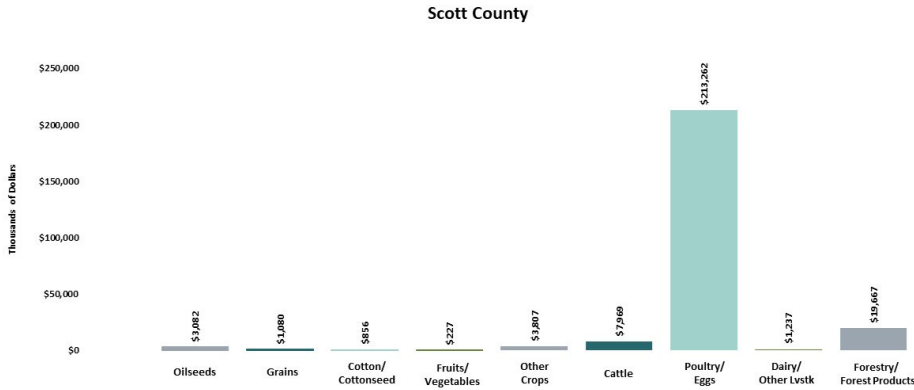 Scott County
Thousands of Dollars
$250,000
$200,000
$150,000
$100,000
$50,000
$0
$3,082
$1,080
$856
$227
$3,807
$7,969
$213,262
$1,237
$19,667
Oilseeds
Grains
Cotton/
Cottonseed
Fruits/
Vegetables
Other
Crops
Cattle
Poultry/
Eggs
Dairy/
Other Lvstk
Forestry/
Forest Products